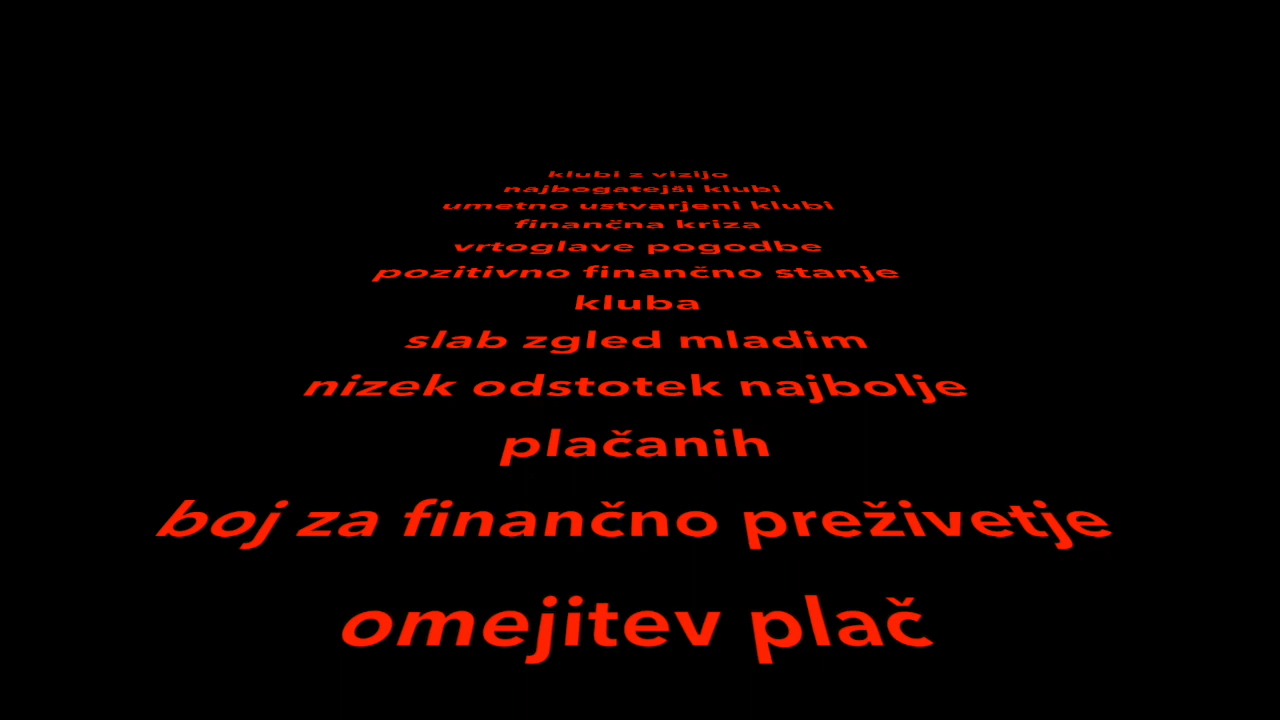 klubi z vizijo
najbogatejši klubi
umetno ustvarjeni klubi
finančna kriza
vrtoglave pogodbe
pozitivno finančno stanje
kluba
slab zgled mladim
nizek odstotek najbolje
plačanih
boj za finančno preživetje
omejitev plač